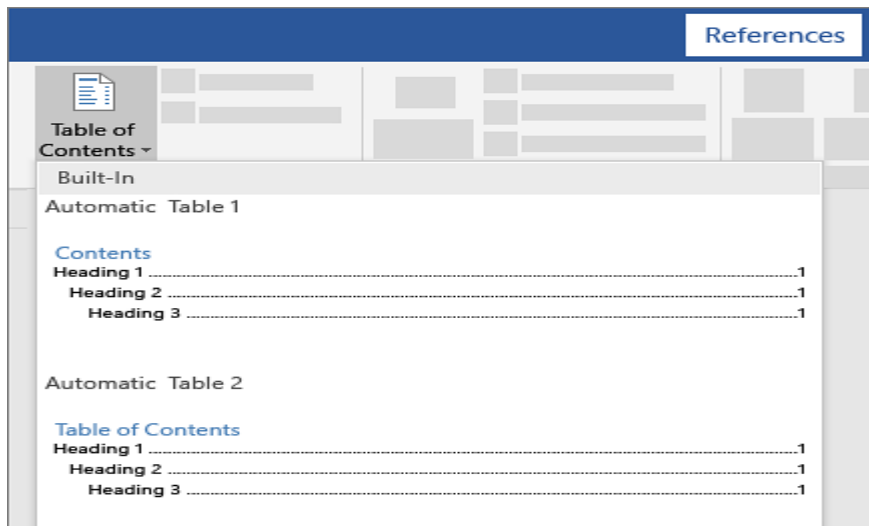 References
Table of
Contents
Built-In
Automatic Table 1
Contents
Heading 1 ........................................ 1
Heading 2 ........................................ 1
Heading 3 ........................................ 1
Automatic Table 2
Table of Contents
Heading 1 ........................................ 1
Heading 2 ........................................ 1
Heading 3 ........................................ 1